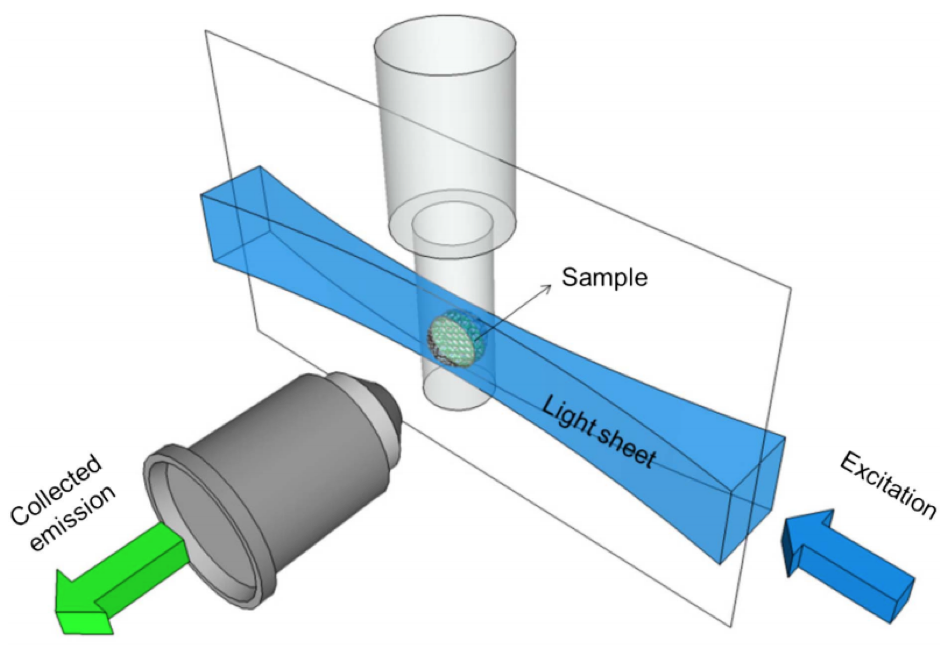 Sample
Light sheet
Excitation
Collected
emission